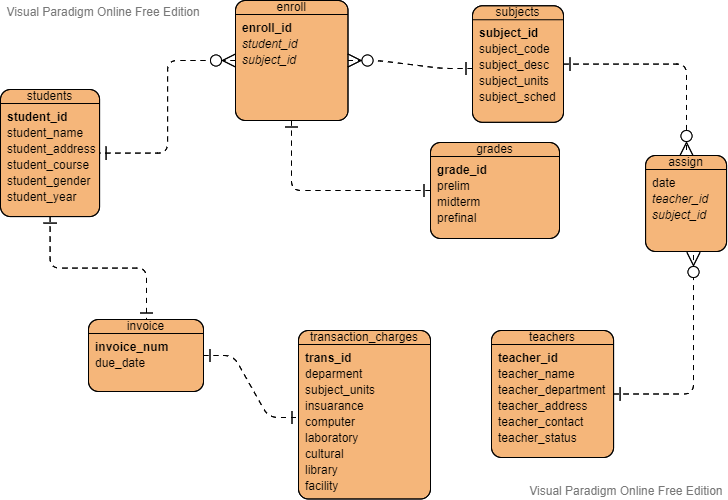 Visual Paradigm Online Free Edition
enroll
enroll_id
student_id
subject_id
subjects
subject_id
subject_code
subject_desc
subject_units
subject_sched
students
student_id
student_name
student_address
student_course
student_gender
student_year
grades
grade_id
prelim
midterm
prefinal
assign
date
teacher_id
subject_id
invoice
invoice_num
due_date
transaction_charges
trans_id
deparment
subject_units
insuarance
computer
laboratory
cultural
library
facility
teachers
teacher_id
teacher_name
teacher_department
teacher_address
teacher_contact
teacher_status
Visual Paradigm Online Free Edition